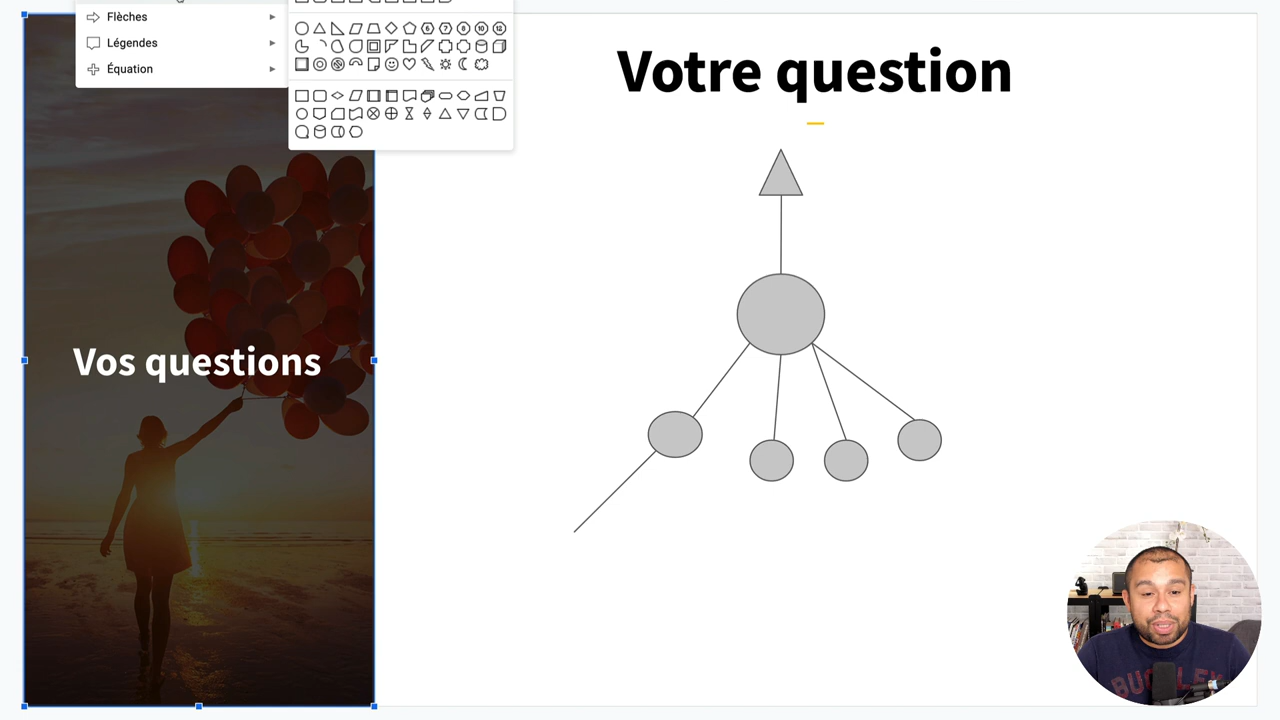 Flèches
Légendes
Équation
Votre question
Vos questions